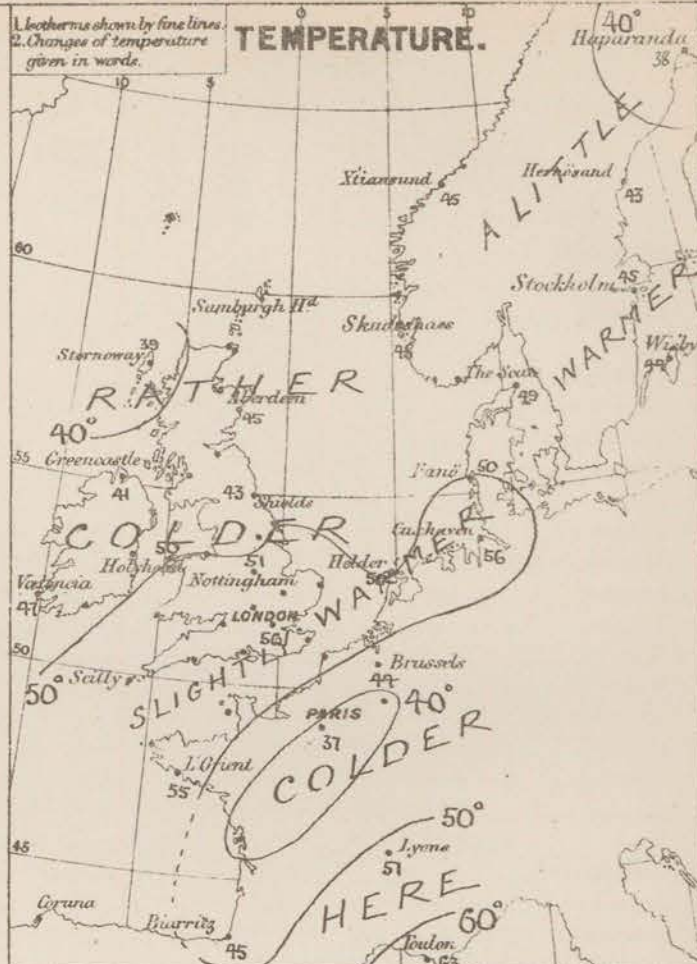 1. Isotherms shown by fine lines.
2. Changes of temperature
given in words.
TEMPERATURE.
0 5 10
10 5
40°
Haparanda
38
A LITTLE
Xtiansund
45
Hernösand
43
60
Stockholm
45
WARMER
Sumburgh Hd
Skudesnaes
45
Wisby
44
Stornoway
39
The Scaw
49
RATHER
Aberdeen
45
40°
55
Greencastle
41
Fanö
50
43
Shields
COLDER
50
Holyhead
51
Nottingham
Helder
Cuxhaven
56
WARMER
Valencia
47
LONDON
50
Scilly
50°
SLIGHTLY
Brussels
44
PARIS
37
40°
COLDER
L'Orient
55
50°
45
Lyons
51
HERE
60°
Coruna
Biarritz
45
Toulon